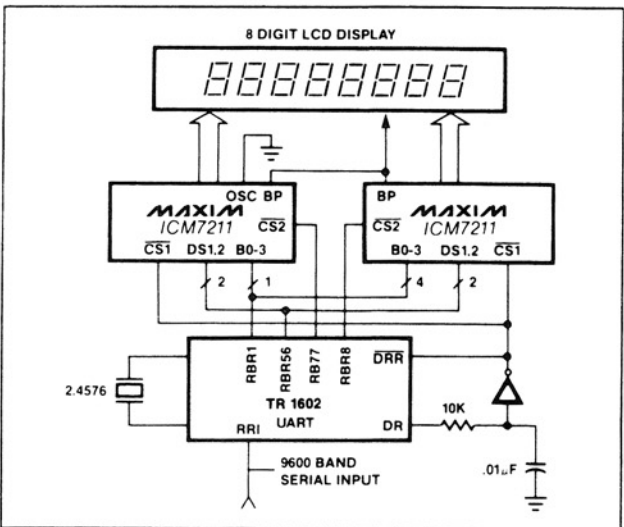 8 DIGIT LCD DISPLAY
OSC BP
MAXIM
ICM7211
CS2
CS1 DS1,2 B0-3
BP
MAXIM
ICM7211
CS2
B0-3 DS1,2 CS1
2
1
4
2
RBR1
RBR56
RB77
RBR8
DRR
2.4576
TR 1602
UART
RRI
DR
10K
.01μF
9600 BAND
SERIAL INPUT